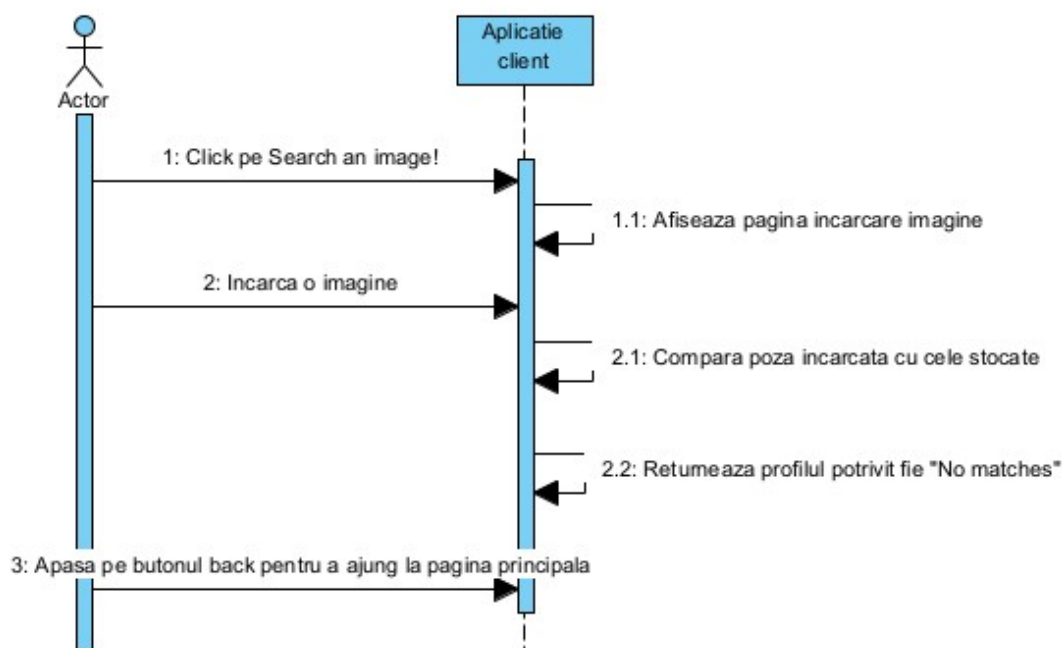 Aplicatie
client
Actor
1: Click pe Search an image!
1.1: Afiseaza pagina incarcare imagine
2: Incarca o imagine
2.1: Compara poza incarcata cu cele stocate
2.2: Returneaza profilul potrivit fie "No matches"
3: Apasa pe butonul back pentru a ajung la pagina principala